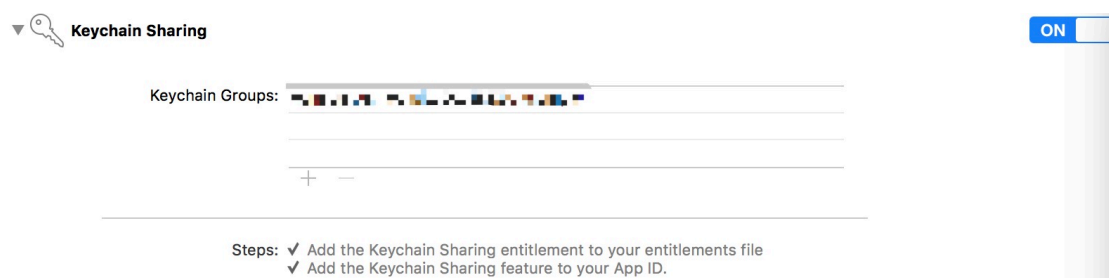 Keychain Sharing
ON
Keychain Groups:
Steps: ✓ Add the Keychain Sharing entitlement to your entitlements file
✓ Add the Keychain Sharing feature to your App ID.